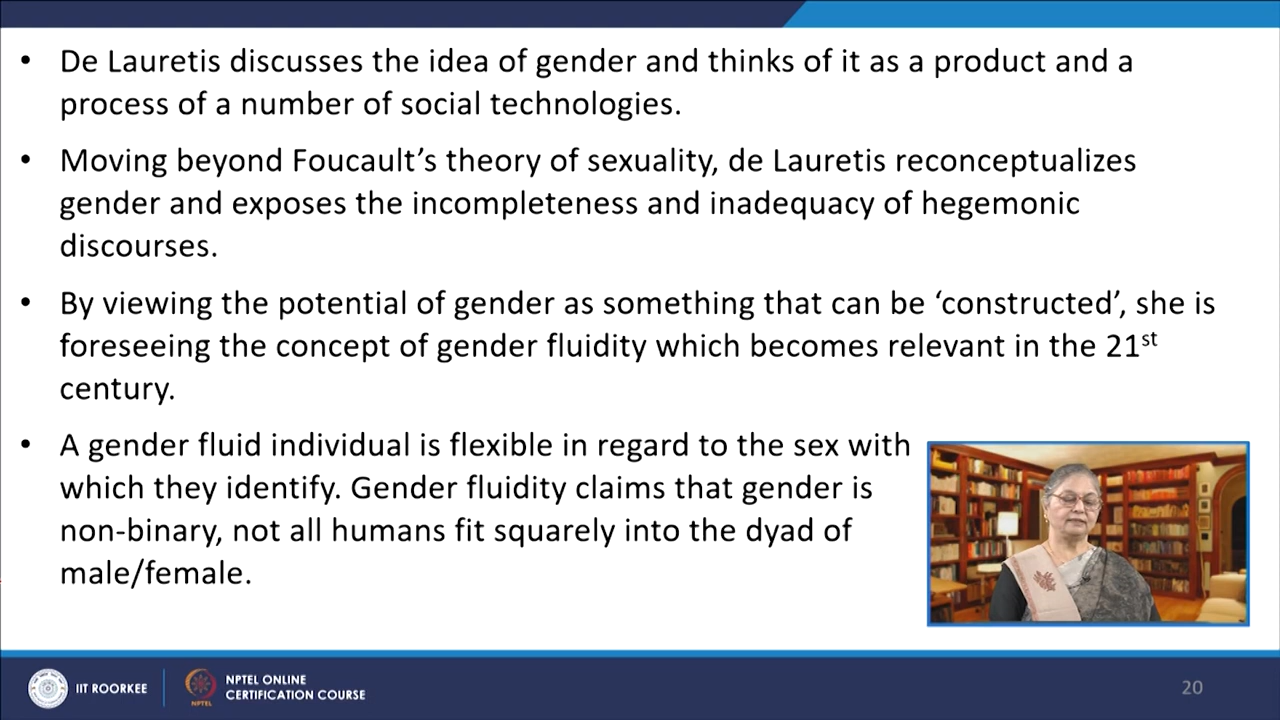 • De Lauretis discusses the idea of gender and thinks of it as a product and a
process of a number of social technologies.
• Moving beyond Foucault’s theory of sexuality, de Lauretis reconceptualizes
gender and exposes the incompleteness and inadequacy of hegemonic
discourses.
• By viewing the potential of gender as something that can be ‘constructed’, she is
foreseeing the concept of gender fluidity which becomes relevant in the 21st
century.
• A gender fluid individual is flexible in regard to the sex with
which they identify. Gender fluidity claims that gender is
non-binary, not all humans fit squarely into the dyad of
male/female.
IIT ROORKEE
NPTEL
NPTEL ONLINE
CERTIFICATION COURSE
20